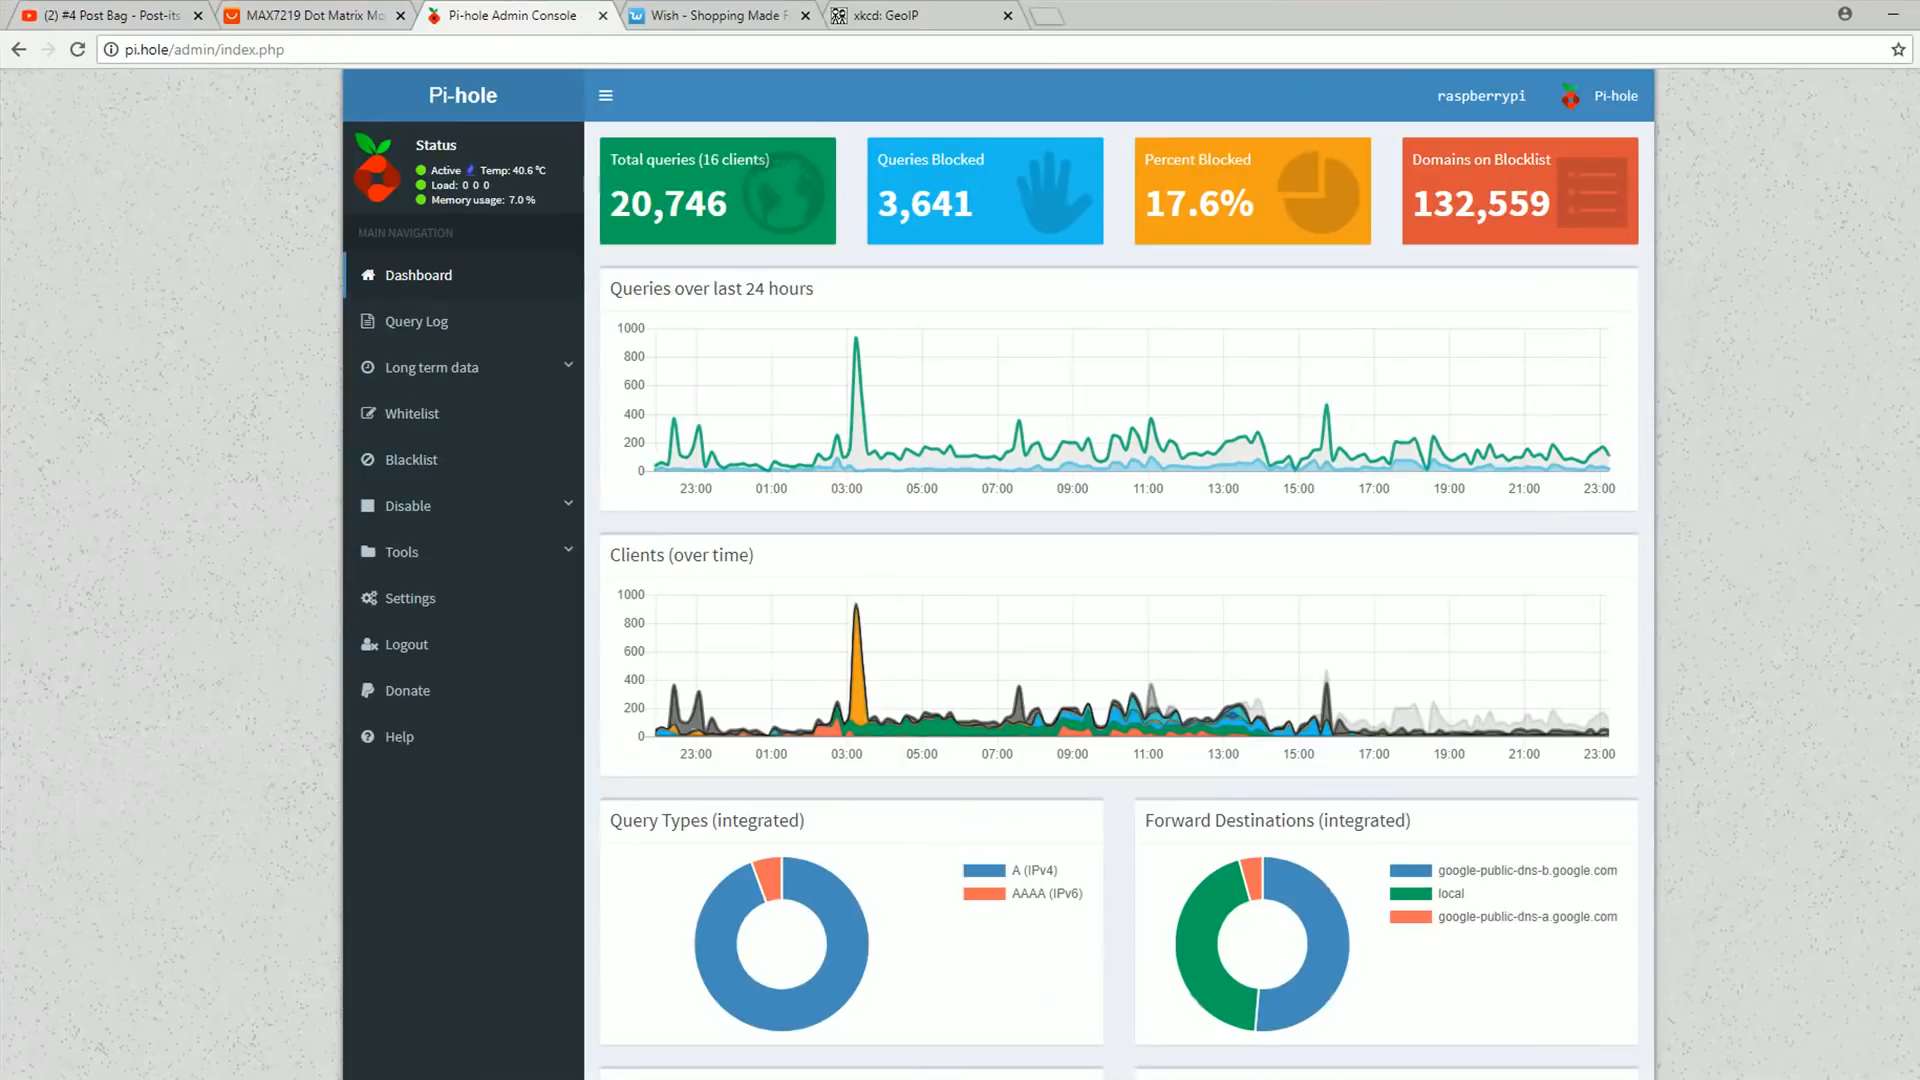 (2) #4 Post Bag - Post-its
MAX7219 Dot Matrix Mo
Pi-hole Admin Console
Wish - Shopping Made F
xkcd: GeoIP
pi.hole/admin/index.php
Pi-hole
raspberrypi
Pi-hole
Status
Active Temp: 40.6 °C
Load: 0 0 0
Memory usage: 7.0 %
MAIN NAVIGATION
Dashboard
Query Log
Long term data
Whitelist
Blacklist
Disable
Tools
Settings
Logout
Donate
Help
Total queries (16 clients)
20,746
Queries Blocked
3,641
Percent Blocked
17.6%
Domains on Blocklist
132,559
Queries over last 24 hours
1000
800
600
400
200
0
23:00 01:00 03:00 05:00 07:00 09:00 11:00 13:00 15:00 17:00 19:00 21:00 23:00
Clients (over time)
1000
800
600
400
200
0
23:00 01:00 03:00 05:00 07:00 09:00 11:00 13:00 15:00 17:00 19:00 21:00 23:00
Query Types (integrated)
A (IPv4)
AAAA (IPv6)
Forward Destinations (integrated)
google-public-dns-b.google.com
local
google-public-dns-a.google.com